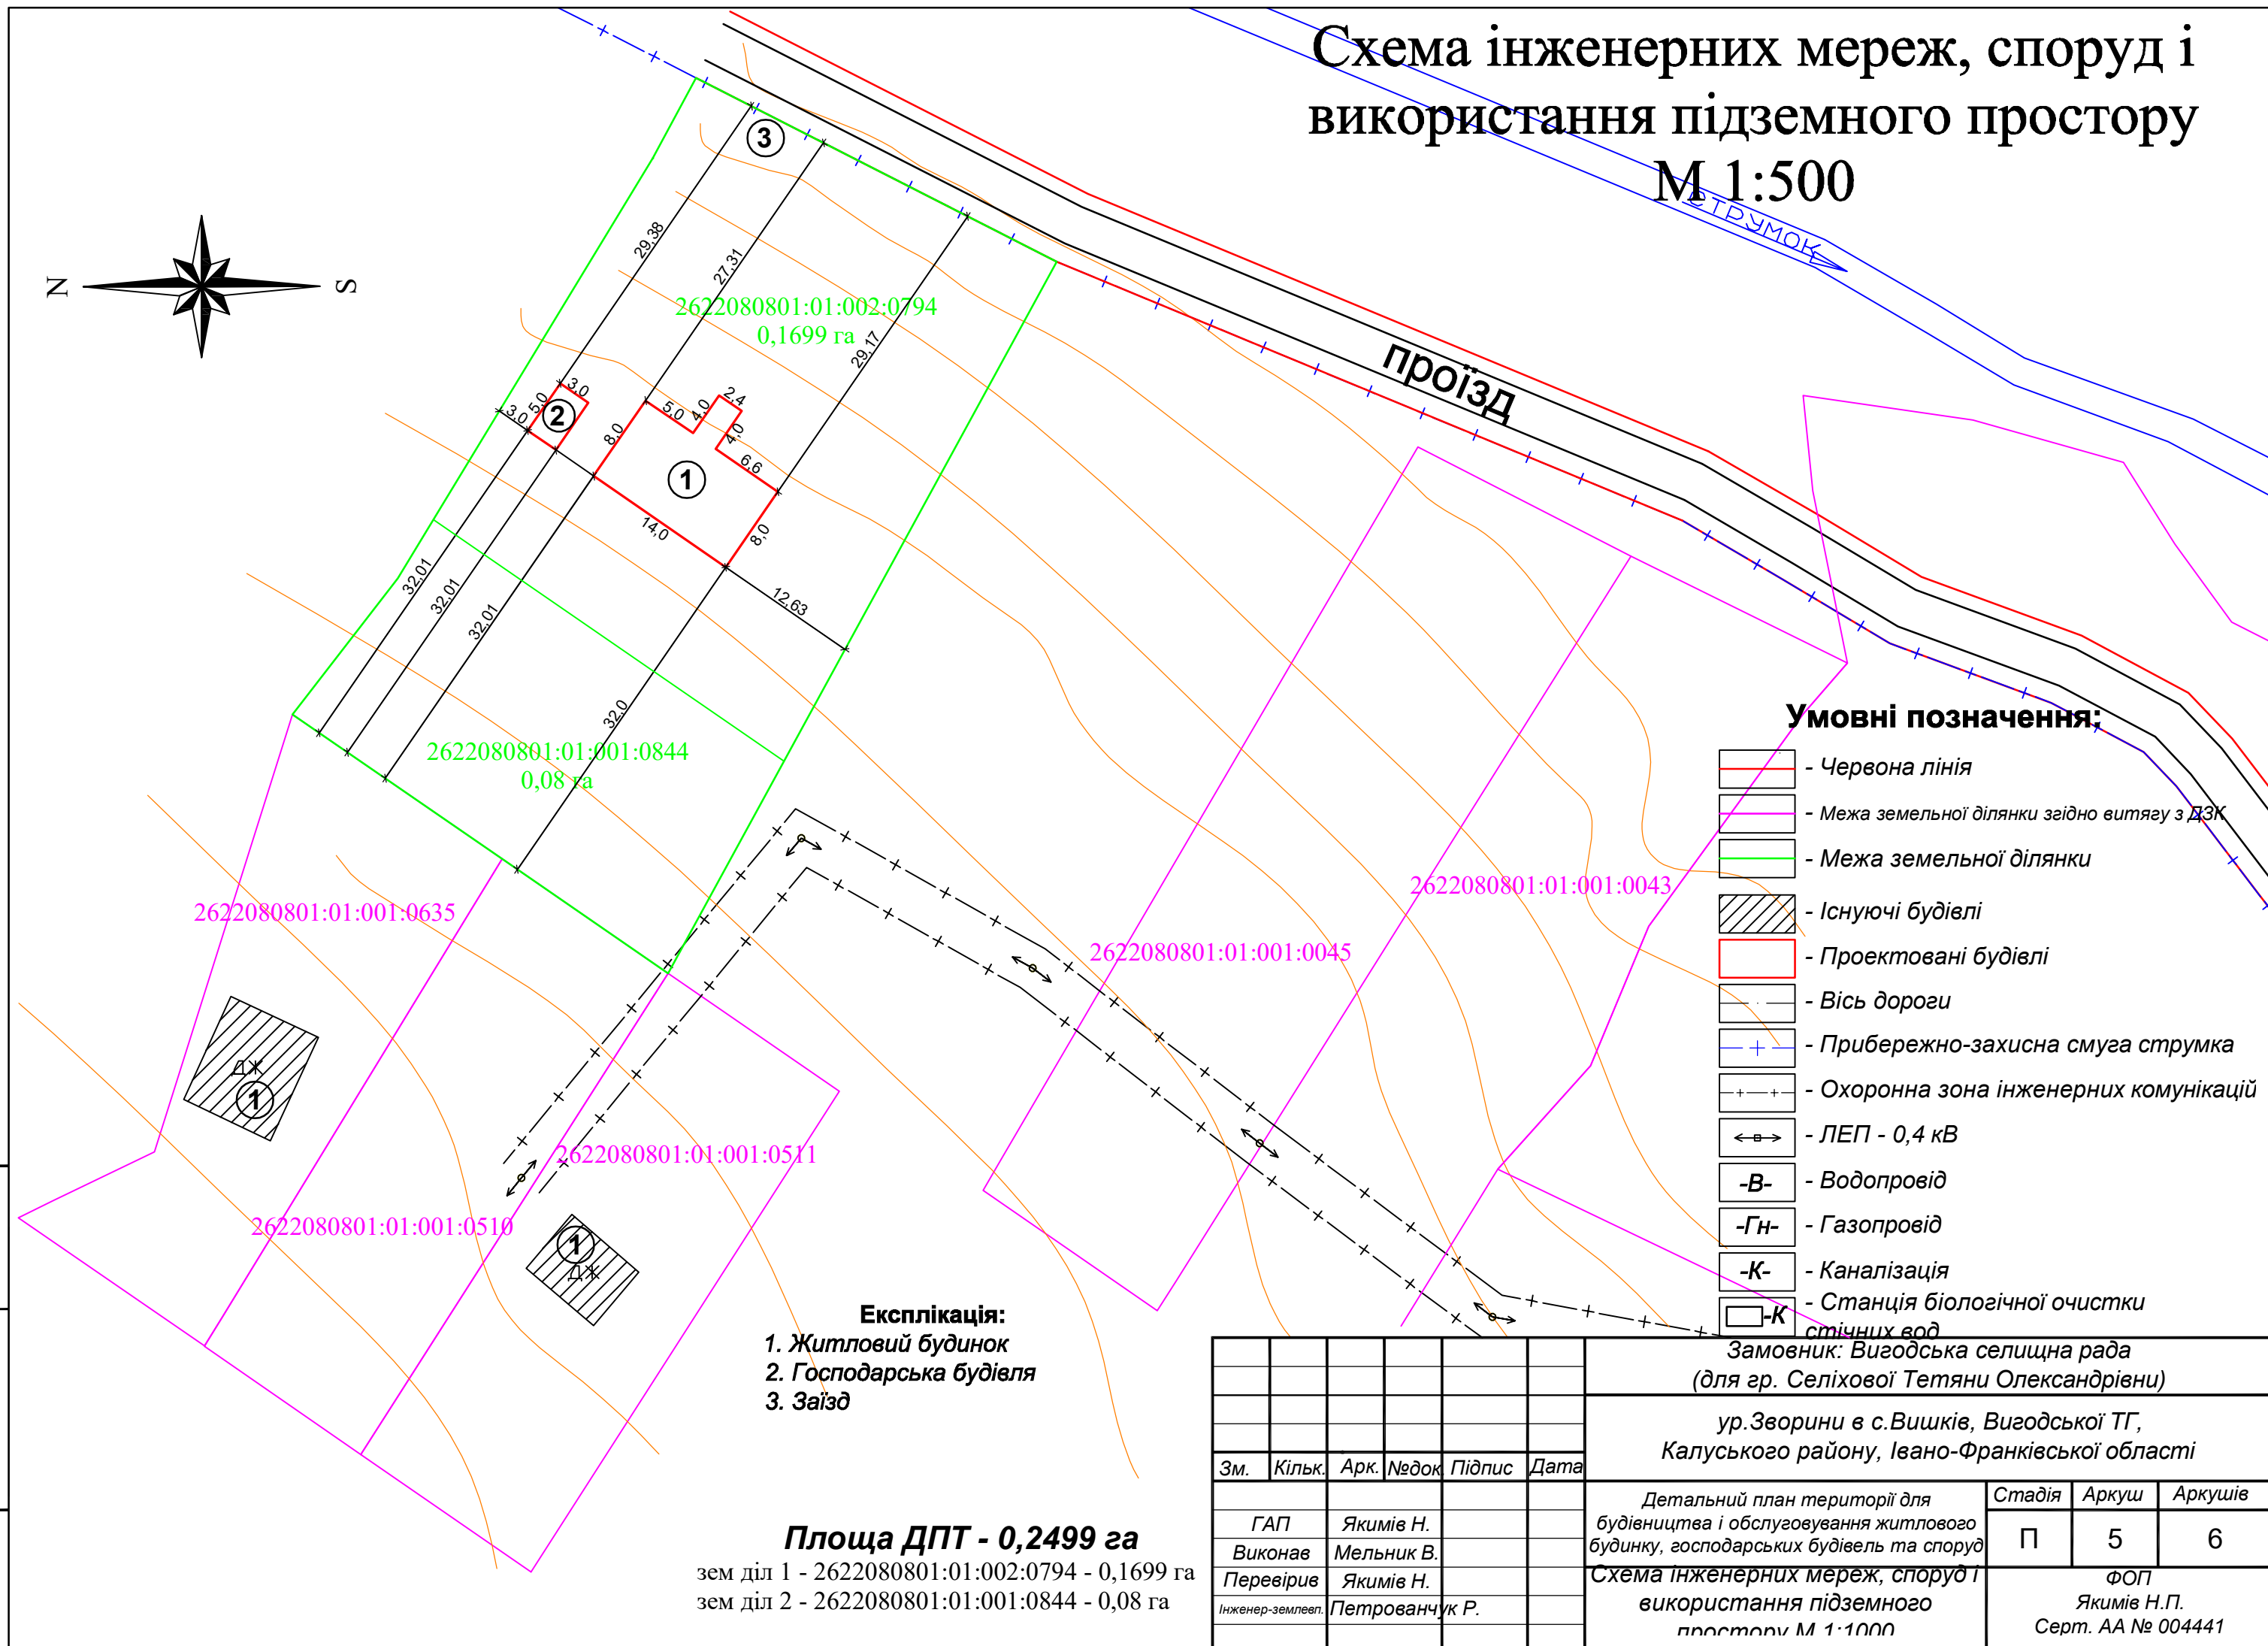 Схема інженерних мереж, споруд і
використання підземного простору
М 1:500
СТРУМОК
проїзд
N
S
3
29,38
27,31
29,17
2622080801:01:002:0794
0,1699 га
3,0
5,0
3,0
2
8,0
5,0
4,0
2,4
4,0
6,6
1
14,0
8,0
12,63
32,01
32,01
32,01
32,0
2622080801:01:001:0844
0,08 га
2622080801:01:001:0635
2622080801:01:001:0045
2622080801:01:001:0043
ДЖ
1
2622080801:01:001:0511
2622080801:01:001:0510
1
ДЖ
Умовні позначення:
- Червона лінія
- Межа земельної ділянки згідно витягу з ДЗК
- Межа земельної ділянки
- Існуючі будівлі
- Проектовані будівлі
- Вісь дороги
- Прибережно-захисна смуга струмка
- Охоронна зона інженерних комунікацій
- ЛЕП - 0,4 кВ
-В- - Водопровід
-Гн- - Газопровід
-К- - Каналізація
-К - Станція біологічної очистки
стічних вод
Експлікація:
1. Житловий будинок
2. Господарська будівля
3. Заїзд
Площа ДПТ - 0,2499 га
зем діл 1 - 2622080801:01:002:0794 - 0,1699 га
зем діл 2 - 2622080801:01:001:0844 - 0,08 га
Замовник: Вигодська селищна рада
(для гр. Селіхової Тетяни Олександрівни)
ур.Зворини в с.Вишків, Вигодської ТГ,
Калуського району, Івано-Франківської області
Зм. Кільк. Арк. №док Підпис Дата
ГАП Якимів Н.
Виконав Мельник В.
Перевірив Якимів Н.
Інженер-землевп. Петрованчук Р.
Детальний план території для
будівництва і обслуговування житлового
будинку, господарських будівель та споруд
Стадія Аркуш Аркушів
П 5 6
Схема інженерних мереж, споруд і
використання підземного
простору М 1:1000
ФОП
Якимів Н.П.
Серт. АА № 004441